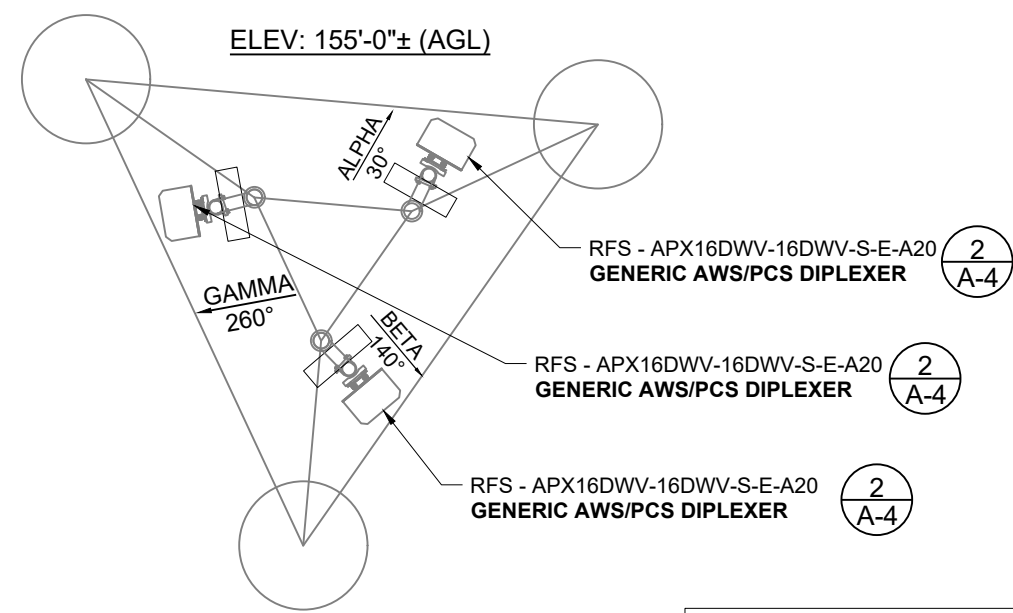 ELEV: 155'-0"± (AGL)
ALPHA
30°
RFS - APX16DWV-16DWV-S-E-A20
GENERIC AWS/PCS DIPLEXER
2
A-4
GAMMA
260°
BETA
140°
RFS - APX16DWV-16DWV-S-E-A20
GENERIC AWS/PCS DIPLEXER
2
A-4
RFS - APX16DWV-16DWV-S-E-A20
GENERIC AWS/PCS DIPLEXER
2
A-4